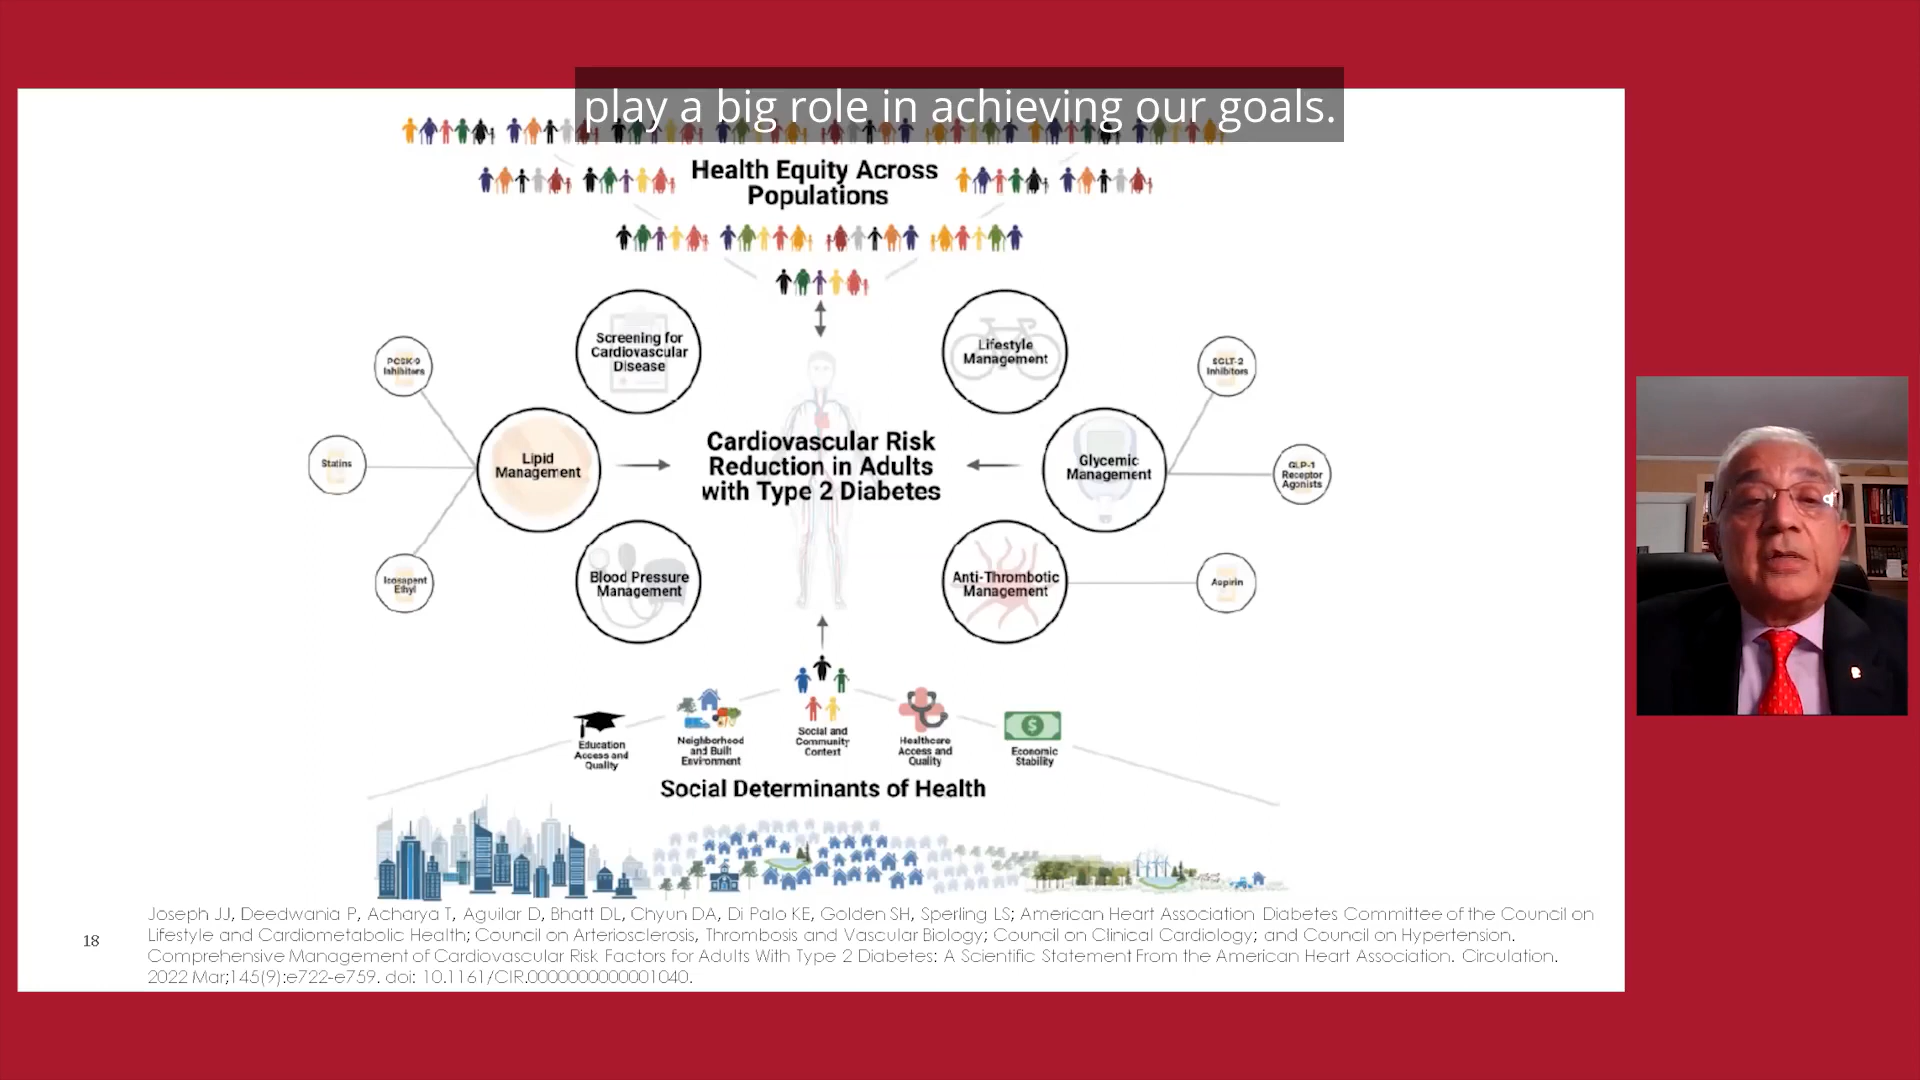 play a big role in achieving our goals.
Health Equity Across
Populations
Screening for
Cardiovascular
Disease
Lifestyle
Management
PCSK-9
Inhibitors
SGLT-2
Inhibitors
Statins
Lipid
Management
Cardiovascular Risk
Reduction in Adults
with Type 2 Diabetes
Glycemic
Management
GLP-1
Receptor
Agonists
Icosapent
Ethyl
Blood Pressure
Management
Anti-Thrombotic
Management
Aspirin
Education
Access and
Quality
Neighborhood
and Built
Environment
Social and
Community
Context
Healthcare
Access and
Quality
$
Economic
Stability
Social Determinants of Health
Joseph JJ, Deedwania P, Acharya T, Aguilar D, Bhatt DL, Chyun DA, Di Palo KE, Golden SH, Sperling LS; American Heart Association Diabetes Committee of the Council on
Lifestyle and Cardiometabolic Health; Council on Arteriosclerosis, Thrombosis and Vascular Biology; Council on Clinical Cardiology; and Council on Hypertension.
Comprehensive Management of Cardiovascular Risk Factors for Adults With Type 2 Diabetes: A Scientific Statement From the American Heart Association. Circulation.
2022 Mar;145(9):e722-e759. doi: 10.1161/CIR.0000000000001040.
18